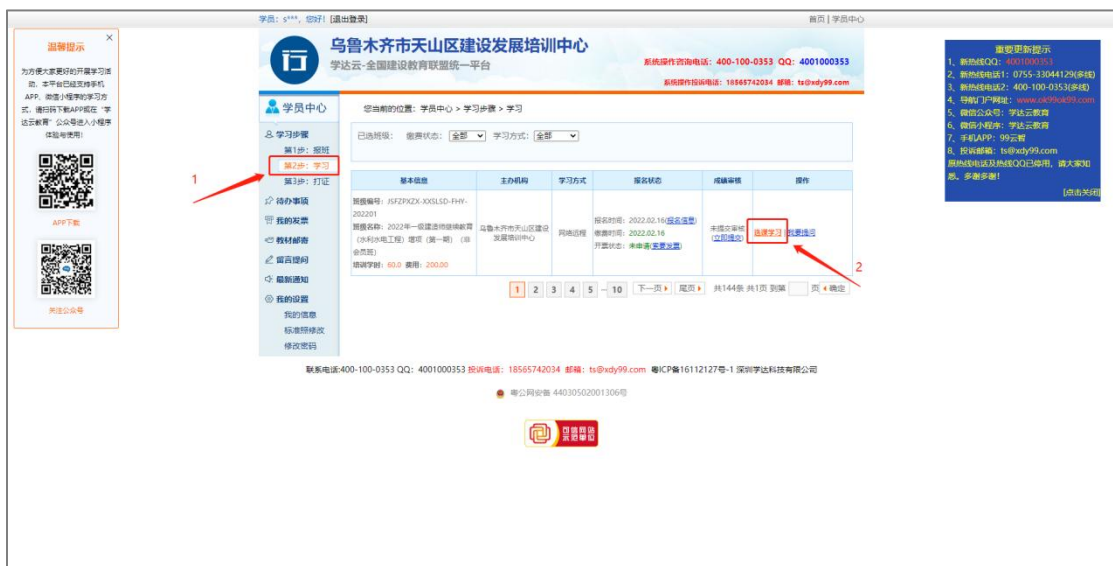 学员：s***，您好！[退出登录]
首页 | 学员中心
温馨提示
×
为方便大家更好的开展学习活
动，本平台已经支持手机
APP、微信小程序的学习方
式，请扫码下载APP或在“学
达云教育”公众号进入小程序
体验与使用！
APP下载
关注公众号
行
乌鲁木齐市天山区建设发展培训中心
学达云-全国建设教育联盟统一平台
系统操作咨询电话：400-100-0353 QQ：4001000353
系统操作投诉电话：18565742034 邮箱：ts@xdy99.com
重要更新提示
1、新热线QQ：4001000353
2、新热线电话1：0755-33044129(多线)
3、新热线电话2：400-100-0353(多线)
4、导航门户网址：www.ok99ok99.com
5、微信公众号：学达云教育
6、微信小程序：学达云教育
7、手机APP：99云智
8、投诉邮箱：ts@xdy99.com
原热线电话及热线QQ已停用，请大家知
悉。多谢多谢！
[点击关闭]
学员中心
学习步骤
第1步：报班
第2步：学习
第3步：打证
待办事项
我的发票
教材邮寄
留言提问
最新通知
我的设置
我的信息
标准照修改
修改密码
1
您当前的位置：学员中心 > 学习步骤 > 学习
已选班级： 缴费状态： 全部 学习方式： 全部
基本信息 主办机构 学习方式 报名状态 成绩审核 操作
班级编号：JSFZPXZX-XXSLSD-FHY-
202201
班级名称：2022年一级建造师继续教育
（水利水电工程）增项（第一期）（非
会员班）
培训学时：60.0 费用：200.00
乌鲁木齐市天山区建设
发展培训中心
网络远程
报名时间：2022.02.16(报名信息)
缴费时间：2022.02.16
开票状态：未申请(索要发票)
未提交审核
(立即提交)
选课学习 | 我要提问
2
1 2 3 4 5 – 10 下一页 尾页 共144条 共1页 到第 页 确定
联系电话:400-100-0353 QQ：4001000353 投诉电话：18565742034 邮箱：ts@xdy99.com 粤ICP备16112127号-1 深圳学达科技有限公司
粤公网安备 44030502001306号
可信网站
示范单位